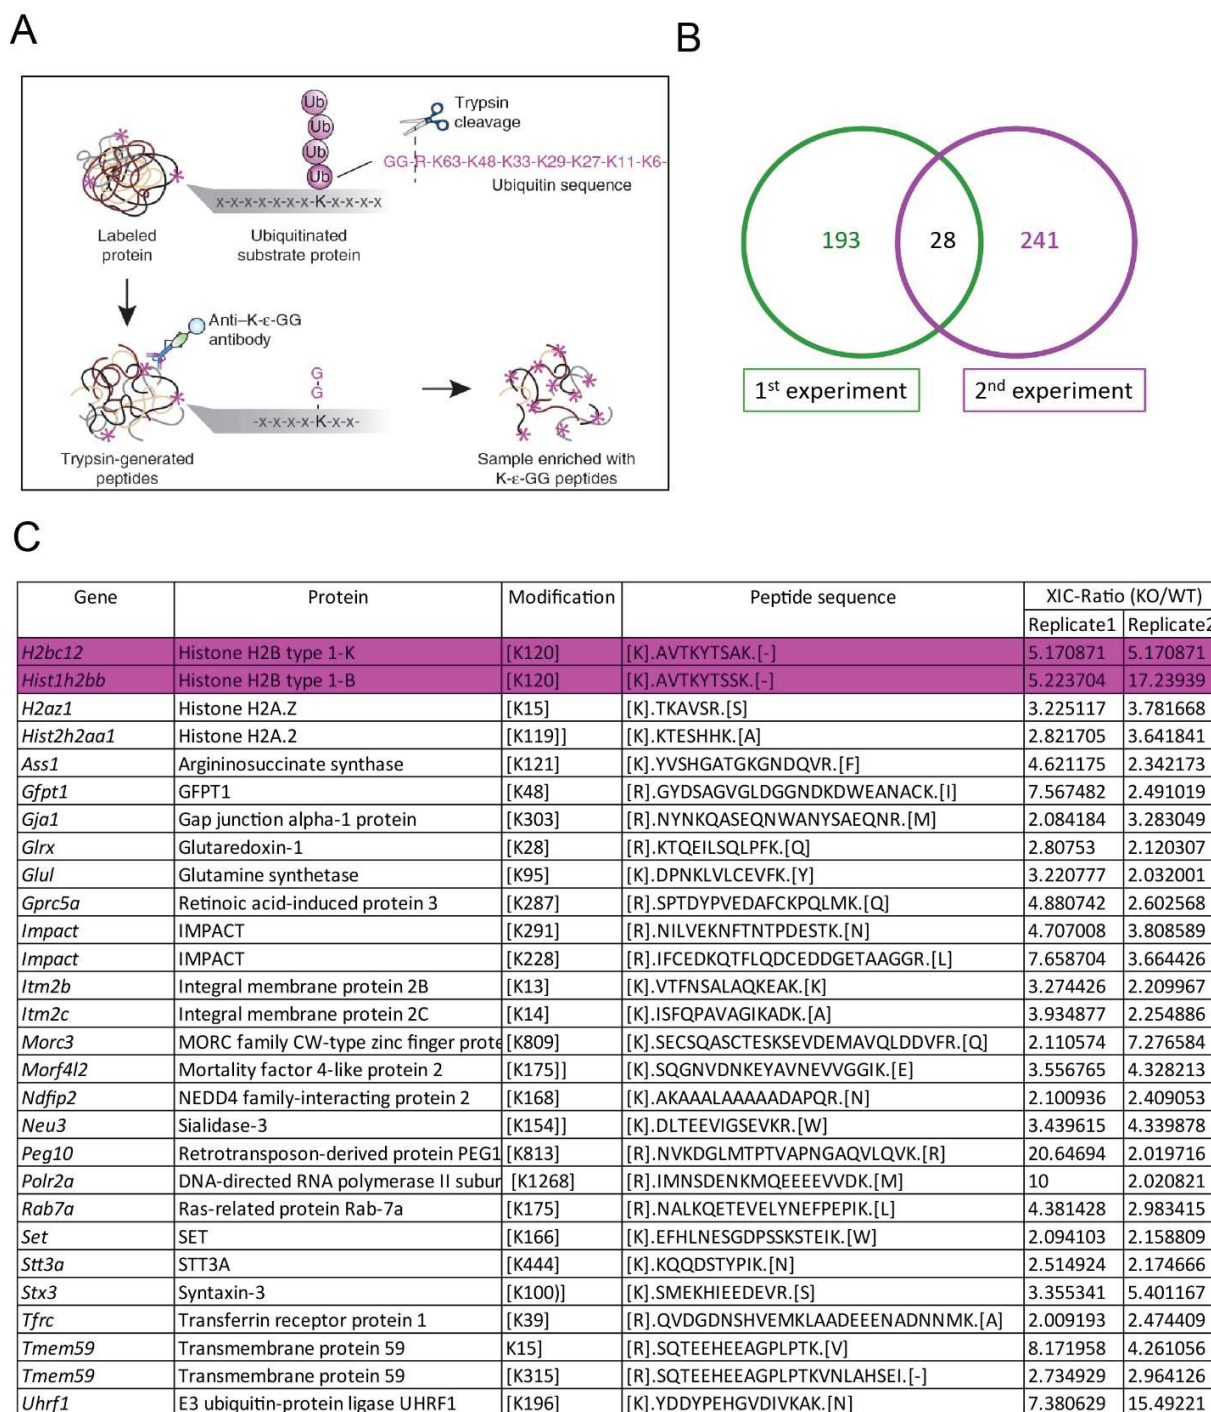 A
B
Ub
Ub
Ub
Ub
Trypsin
cleavage
GG-R-K63-K48-K33-K29-K27-K11-K6-
Ubiquitin sequence
x-x-x-x-x-x-x-K-x-x-x-x
Labeled
protein
Ubiquitinated
substrate protein
Anti–K-ε-GG
antibody
G
G
-x-x-x-x-K-x-x-
Trypsin-generated
peptides
Sample enriched with
K-ε-GG peptides
193
28
241
1st experiment
2nd experiment
C
Gene Protein Modification Peptide sequence XIC-Ratio (KO/WT)
Replicate1 Replicate2
H2bc12 Histone H2B type 1-K [K120] [K].AVTKYTSAK.[-] 5.170871 5.170871
Hist1h2bb Histone H2B type 1-B [K120] [K].AVTKYTSSK.[-] 5.223704 17.23939
H2az1 Histone H2A.Z [K15] [K].TKAVSR.[S] 3.225117 3.781668
Hist2h2aa1 Histone H2A.2 [K119]] [K].KTESHHK.[A] 2.821705 3.641841
Ass1 Argininosuccinate synthase [K121] [K].YVSHGATGKGNDQVR.[F] 4.621175 2.342173
Gfpt1 GFPT1 [K48] [R].GYDSAGVGLDGGNDKDWEANACK.[I] 7.567482 2.491019
Gja1 Gap junction alpha-1 protein [K303] [R].NYNKQASEQNWANYSAEQNR.[M] 2.084184 3.283049
Glrx Glutaredoxin-1 [K28] [R].KTQEILSQLPFK.[Q] 2.80753 2.120307
Glul Glutamine synthetase [K95] [K].DPNKLVLCEVFK.[Y] 3.220777 2.032001
Gprc5a Retinoic acid-induced protein 3 [K287] [R].SPTDYPVEDAFCKPQLMK.[Q] 4.880742 2.602568
Impact IMPACT [K291] [R].NILVEKNFTNTPDESTK.[N] 4.707008 3.808589
Impact IMPACT [K228] [R].IFCEDKQTFLQDCEDDGETAAGGR.[L] 7.658704 3.664426
Itm2b Integral membrane protein 2B [K13] [K].VTFNSALAQKEAK.[K] 3.274426 2.209967
Itm2c Integral membrane protein 2C [K14] [K].ISFQPAVAGIKADK.[A] 3.934877 2.254886
Morc3 MORC family CW-type zinc finger prote [K809] [K].SECSQASCTESKSEVDEMAVQLDDVFR.[Q] 2.110574 7.276584
Morf4l2 Mortality factor 4-like protein 2 [K175]] [K].SQGNVDNKEYAVNEVVGGIK.[E] 3.556765 4.328213
Ndfip2 NEDD4 family-interacting protein 2 [K168] [K].AKAAALAAAAADAPQR.[N] 2.100936 2.409053
Neu3 Sialidase-3 [K154]] [K].DLTEEVIGSEVKR.[W] 3.439615 4.339878
Peg10 Retrotransposon-derived protein PEG1 [K813] [R].NVKDGLMTPTVAPNGAQVLQVK.[R] 20.64694 2.019716
Polr2a DNA-directed RNA polymerase II subur [K1268] [R].IMNSDENKMQEEEEVVDK.[M] 10 2.020821
Rab7a Ras-related protein Rab-7a [K175] [R].NALKQETEVELYNEFPEPIK.[L] 4.381428 2.983415
Set SET [K166] [K].EFHLNESGDPSSKSTEIK.[W] 2.094103 2.158809
Stt3a STT3A [K444] [K].KQQDSTYPIK.[N] 2.514924 2.174666
Stx3 Syntaxin-3 [K100)] [K].SMEKHIEEDEVR.[S] 3.355341 5.401167
Tfrc Transferrin receptor protein 1 [K39] [R].QVDGDNSHVEMKLAADEEENADNNMK.[A] 2.009193 2.474409
Tmem59 Transmembrane protein 59 K15] [R].SQTEEHEEAGPLPTK.[V] 8.171958 4.261056
Tmem59 Transmembrane protein 59 [K315] [R].SQTEEHEEAGPLPTKVNLAHSEI.[-] 2.734929 2.964126
Uhrf1 E3 ubiquitin-protein ligase UHRF1 [K196] [K].YDDYPEHGVDIVKAK.[N] 7.380629 15.49221